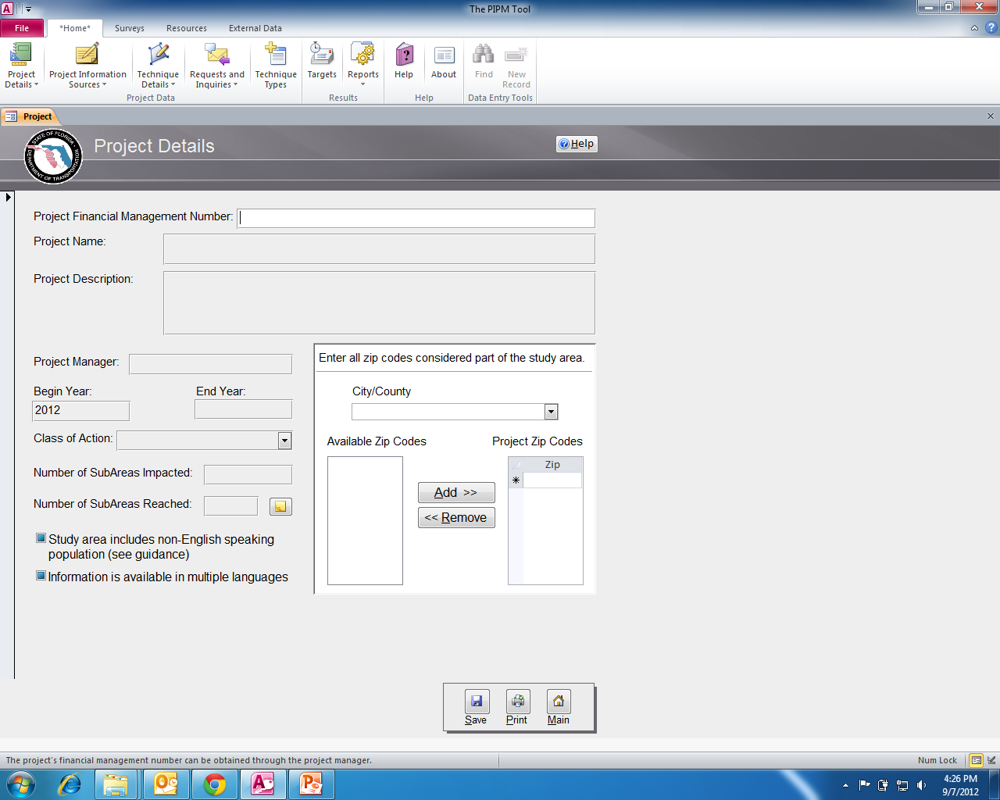 The PIPM Tool
File
*Home*
Surveys
Resources
External Data
Project Details
Project Information Sources
Technique Details
Requests and Inquiries
Technique Types
Targets
Reports
Help
About
Find
New Record
Project Data
Results
Help
Data Entry Tools
Project
STATE OF FLORIDA
DEPARTMENT OF TRANSPORTATION
Project Details
Help
Project Financial Management Number:
Project Name:
Project Description:
Project Manager:
Begin Year:
End Year:
2012
Class of Action:
Number of SubAreas Impacted:
Number of SubAreas Reached:
Study area includes non-English speaking
population (see guidance)
Information is available in multiple languages
Enter all zip codes considered part of the study area.
City/County
Available Zip Codes
Project Zip Codes
Zip
Add >>
<< Remove
Save
Print
Main
The project's financial management number can be obtained through the project manager.
Num Lock
4:26 PM
9/7/2012